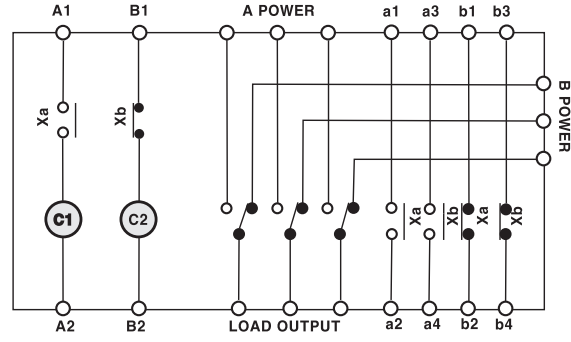 A1 B1 A POWER a1 a3 b1 b3
B POWER
Xa Xb
C1 C2
Xa Xb Xa Xb
A2 B2 LOAD OUTPUT a2 a4 b2 b4